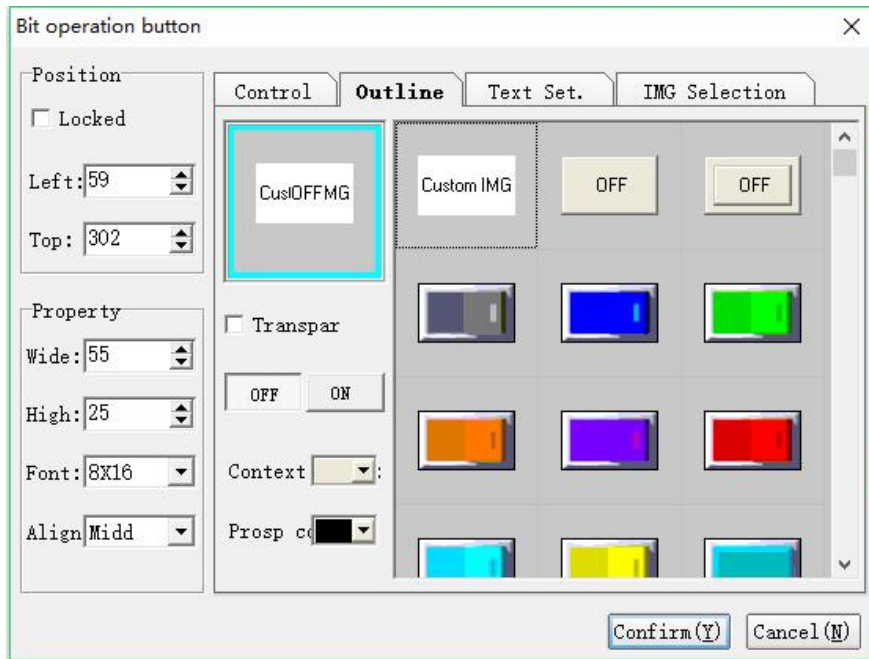 Bit operation button
Position
Locked
Left: 59
Top: 302
Property
Wide: 55
High: 25
Font: 8X16
Align Midd
Control
Outline
Text Set.
IMG Selection
CusIOFFMG
Transpar
OFF
ON
Context :
Prosp co
Custom IMG
OFF
OFF
Confirm(Y)
Cancel(N)